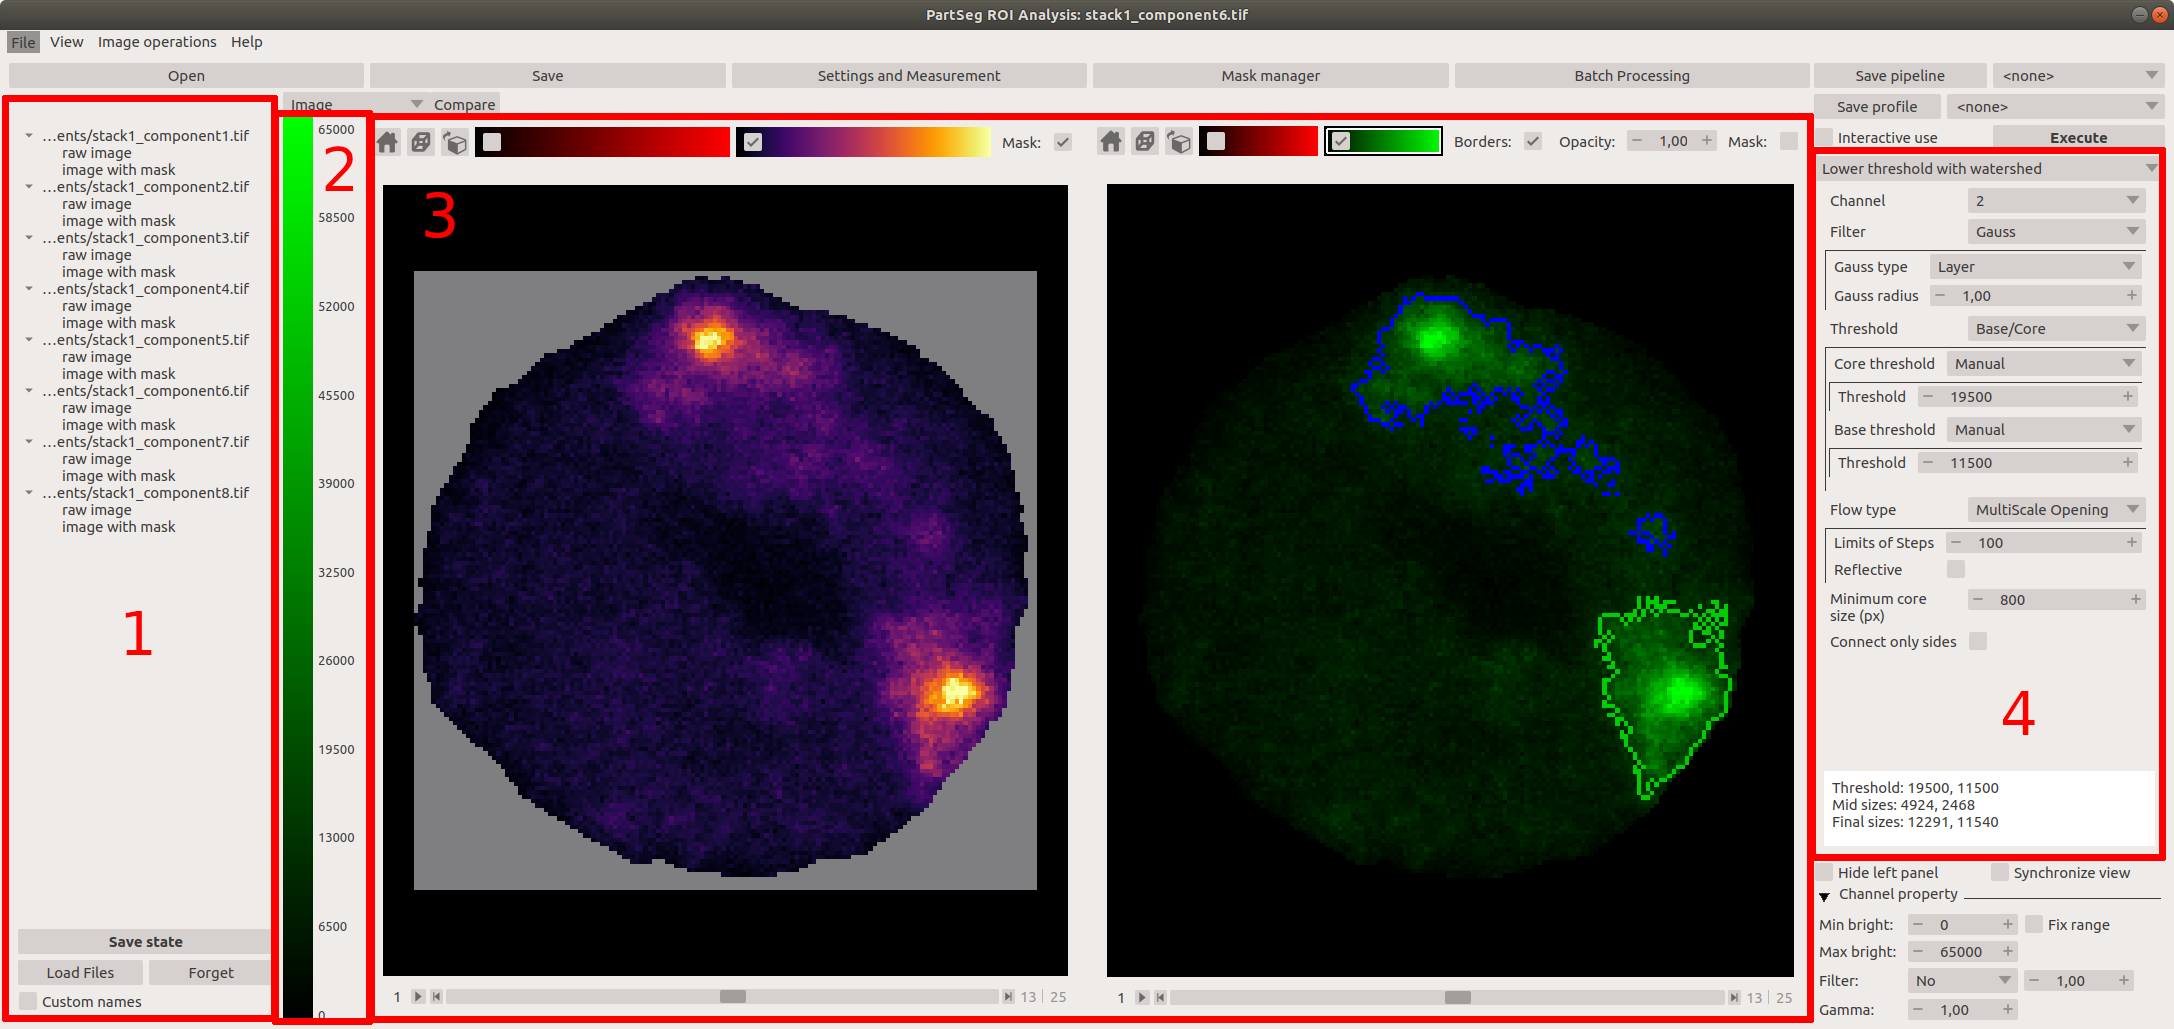 PartSeg ROI Analysis: stack1_component6.tif
File View Image operations Help
Open Save Settings and Measurement Mask manager Batch Processing Save pipeline <none>
Image Compare Save profile <none>
Interactive use Execute
...ents/stack1_component1.tif
raw image
image with mask
...ents/stack1_component2.tif
raw image
image with mask
...ents/stack1_component3.tif
raw image
image with mask
...ents/stack1_component4.tif
raw image
image with mask
...ents/stack1_component5.tif
raw image
image with mask
...ents/stack1_component6.tif
raw image
image with mask
...ents/stack1_component7.tif
raw image
image with mask
...ents/stack1_component8.tif
raw image
image with mask
1
Save state
Load Files Forget
Custom names
65000
2
58500
52000
45500
39000
32500
26000
19500
13000
6500
0
Mask:
3
1 13 | 25
Borders: Opacity: 1,00 Mask:
1 13 | 25
Lower threshold with watershed
Channel 2
Filter Gauss
Gauss type Layer
Gauss radius 1,00
Threshold Base/Core
Core threshold Manual
Threshold 19500
Base threshold Manual
Threshold 11500
Flow type MultiScale Opening
Limits of Steps 100
Reflective
Minimum core
size (px) 800
Connect only sides
4
Threshold: 19500, 11500
Mid sizes: 4924, 2468
Final sizes: 12291, 11540
Hide left panel Synchronize view
Channel property
Min bright: 0 Fix range
Max bright: 65000
Filter: No 1,00
Gamma: 1,00